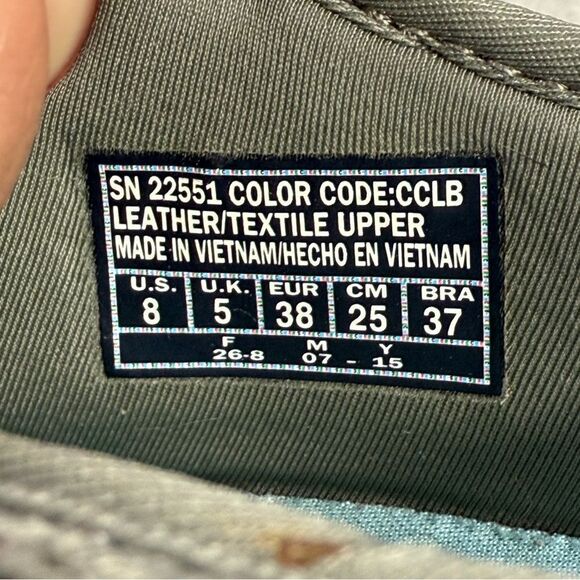 SN 22551 COLOR CODE:CCLB
LEATHER/TEXTILE UPPER
MADE IN VIETNAM/HECHO EN VIETNAM
U.S. U.K. EUR CM BRA
8 5 38 25 37
F M Y
26-8 07 - 15